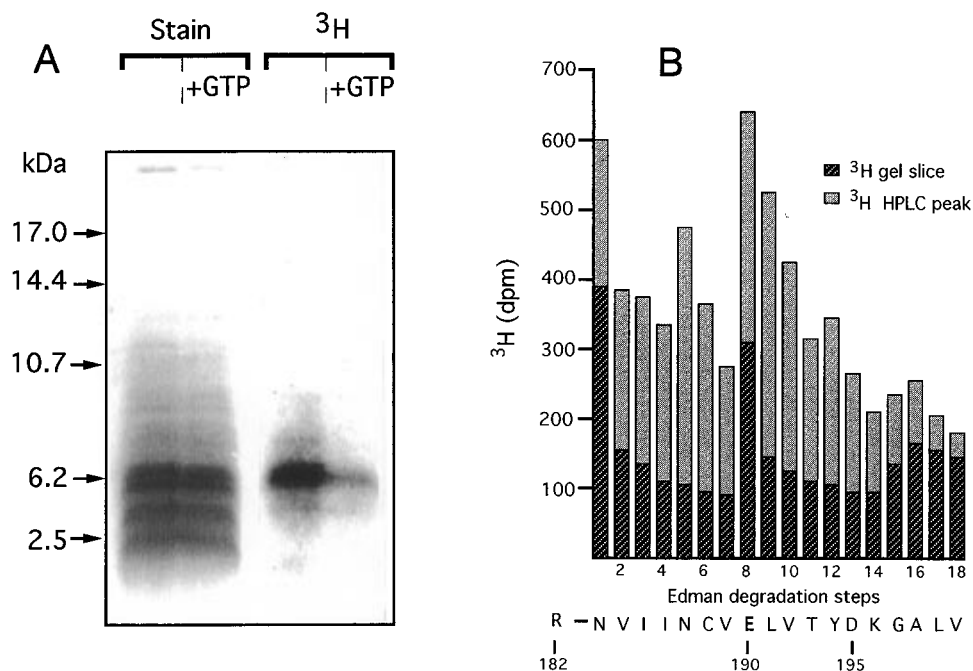 A
Stain
³H
+GTP
+GTP
kDa
17.0
14.4
10.7
6.2
2.5
B
³H gel slice
³H HPLC peak
³H (dpm)
700
600
500
400
300
200
100
2 4 6 8 10 12 14 16 18
Edman degradation steps
R – N V I I N C V E L V T Y D K G A L V
182 190 195